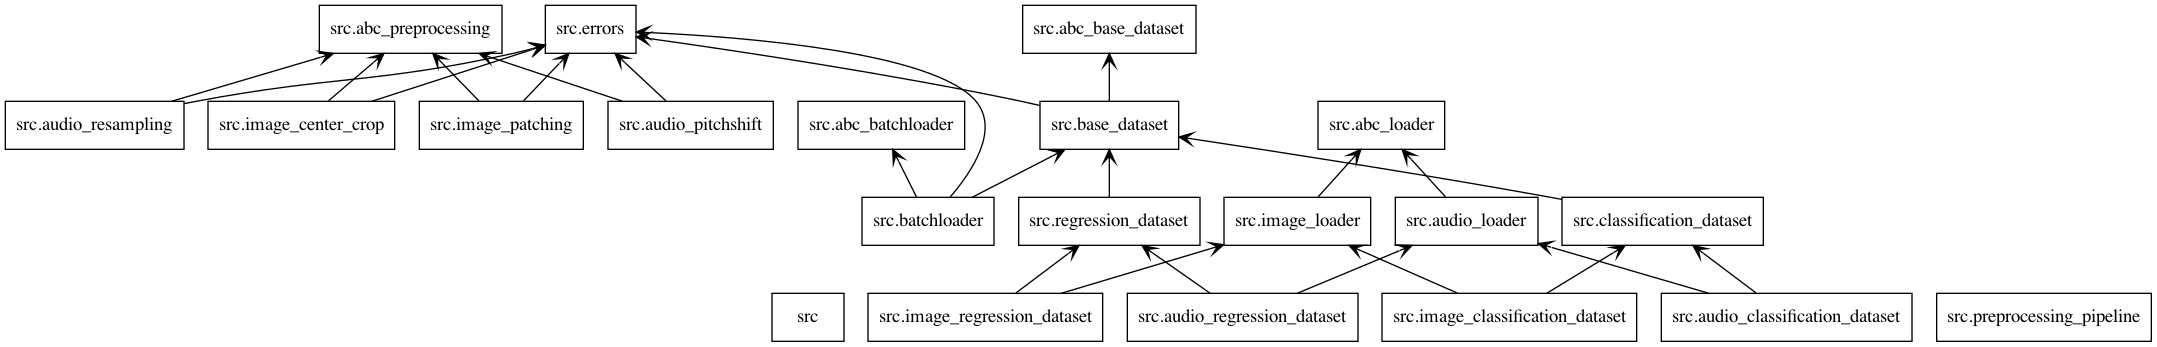 src.abc_preprocessing
src.errors
src.abc_base_dataset
src.audio_resampling
src.image_center_crop
src.image_patching
src.audio_pitchshift
src.abc_batchloader
src.base_dataset
src.abc_loader
src.batchloader
src.regression_dataset
src.image_loader
src.audio_loader
src.classification_dataset
src
src.image_regression_dataset
src.audio_regression_dataset
src.image_classification_dataset
src.audio_classification_dataset
src.preprocessing_pipeline